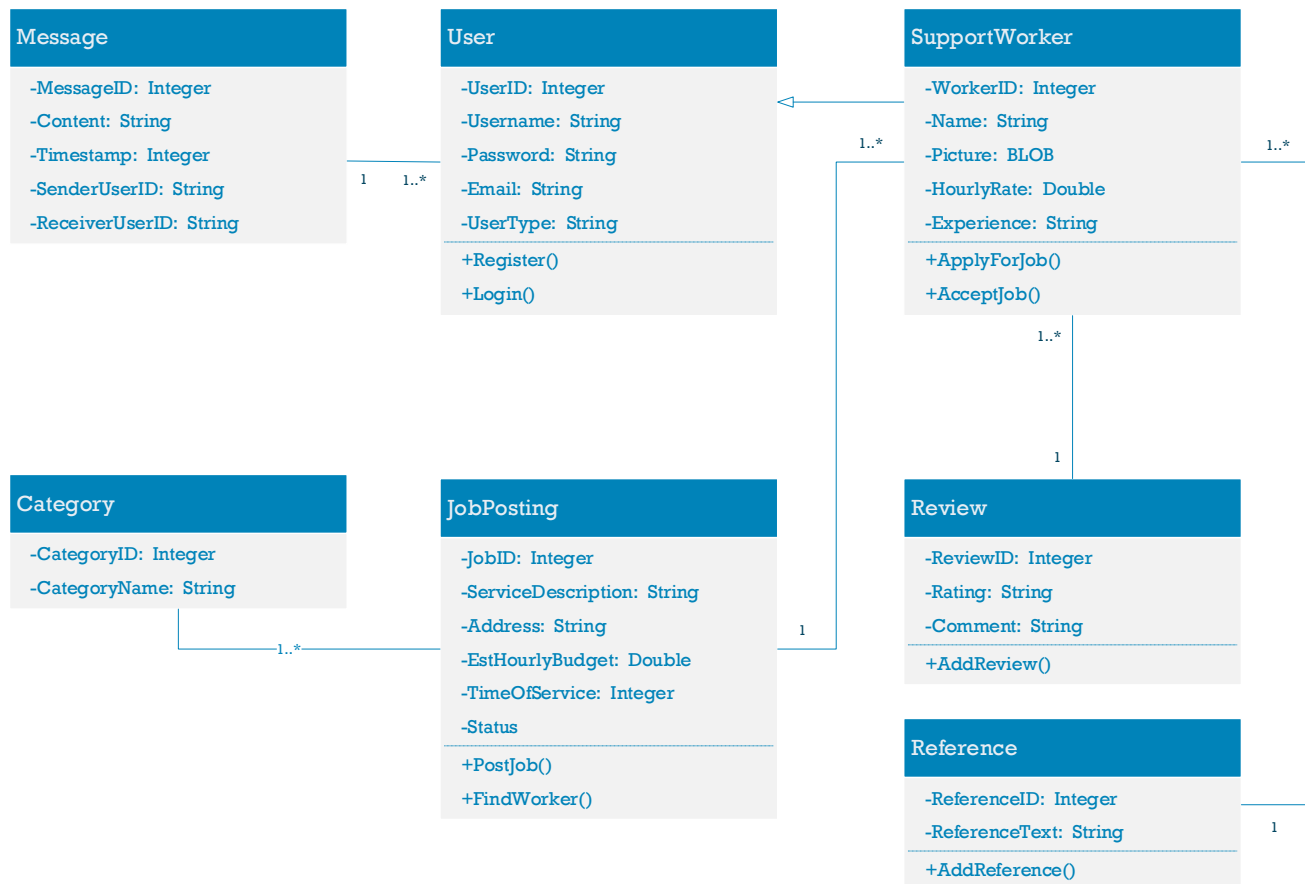 Message
-MessageID: Integer
-Content: String
-Timestamp: Integer
-SenderUserID: String
-ReceiverUserID: String
1
1..*
User
-UserID: Integer
-Username: String
-Password: String
-Email: String
-UserType: String
+Register()
+Login()
1..*
SupportWorker
-WorkerID: Integer
-Name: String
-Picture: BLOB
-HourlyRate: Double
-Experience: String
+ApplyForJob()
+AcceptJob()
1..*
1..*
1
Category
-CategoryID: Integer
-CategoryName: String
1..*
JobPosting
-JobID: Integer
-ServiceDescription: String
-Address: String
-EstHourlyBudget: Double
-TimeOfService: Integer
-Status
+PostJob()
+FindWorker()
1
Review
-ReviewID: Integer
-Rating: String
-Comment: String
+AddReview()
Reference
-ReferenceID: Integer
-ReferenceText: String
+AddReference()
1